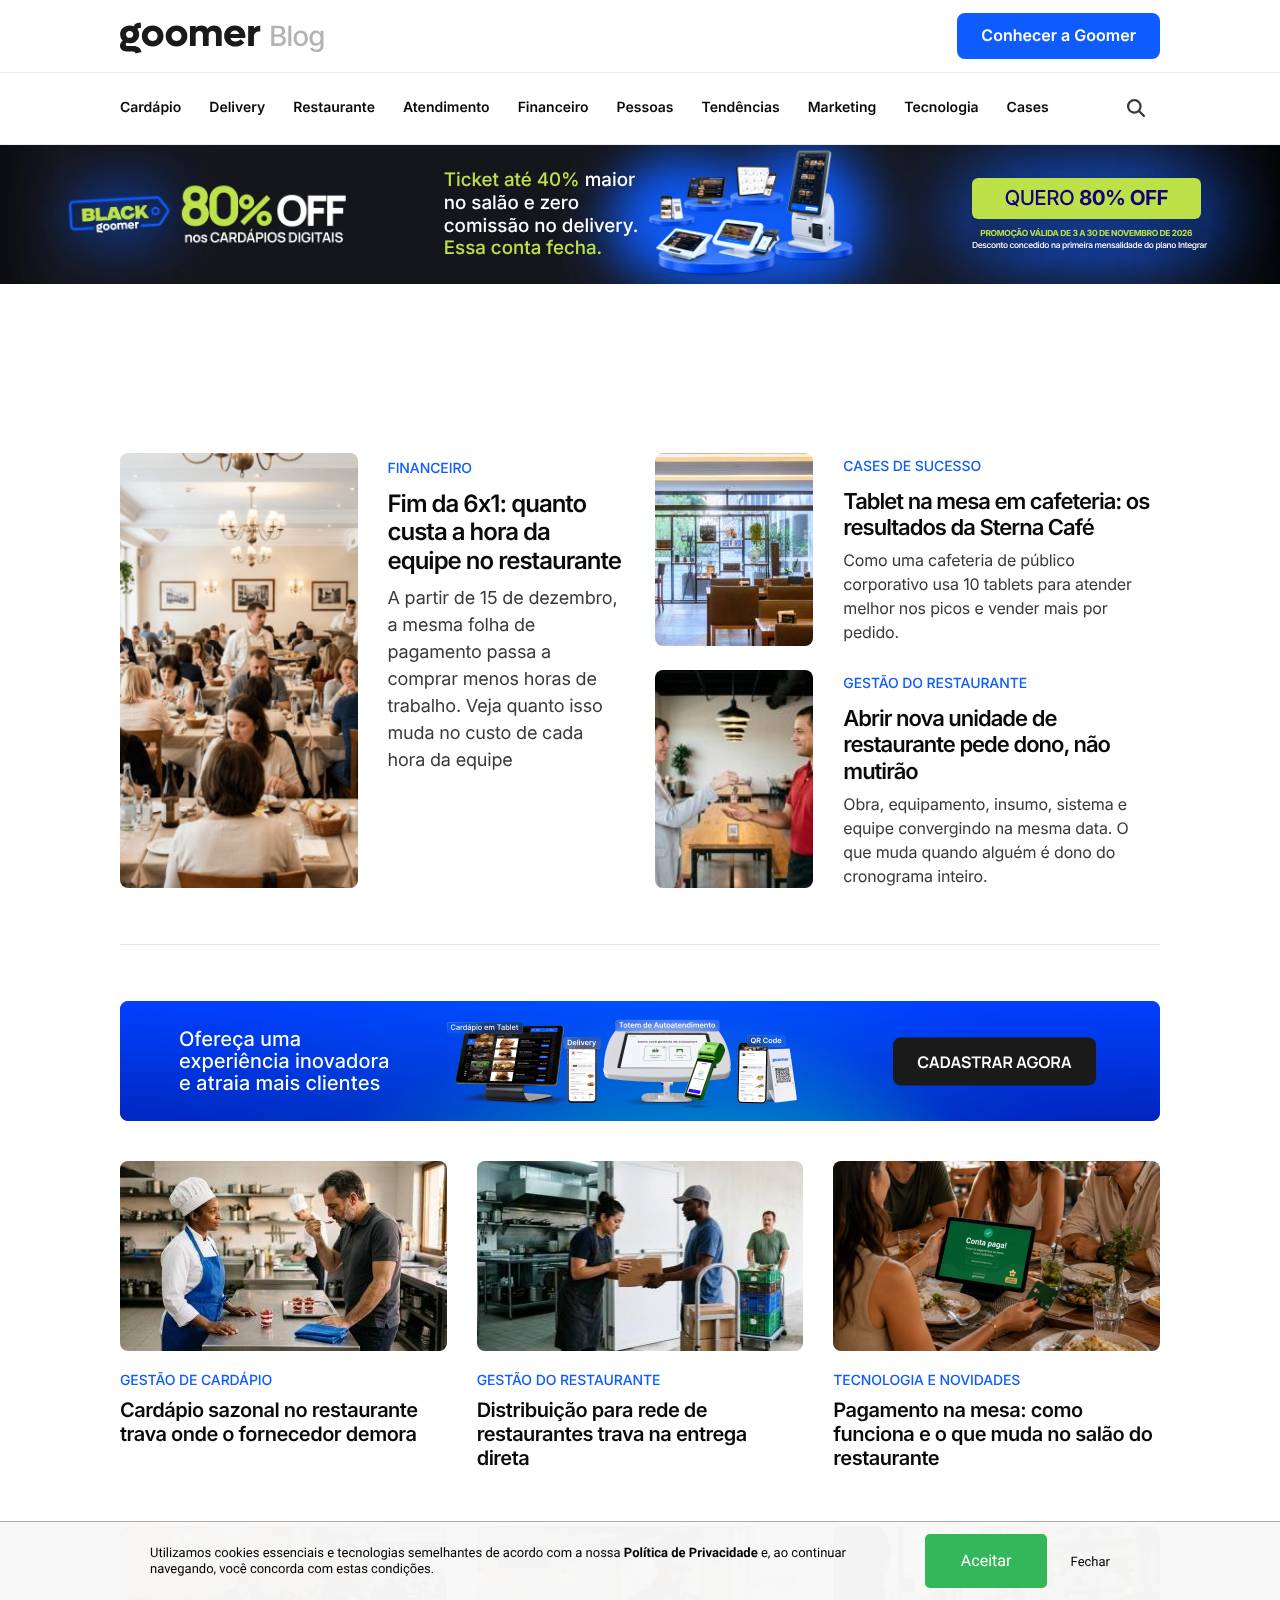 goomer Blog
Conhecer a Goomer
Cardápio Delivery Restaurante Atendimento Financeiro Pessoas Tendências Marketing Tecnologia Cases
BLACK
goomer
80% OFF
nos CARDÁPIOS DIGITAIS
Ticket até 40% maior
no salão e zero
comissão no delivery.
Essa conta fecha.
QUERO 80% OFF
PROMOÇÃO VÁLIDA DE 3 A 30 DE NOVEMBRO DE 2026
Desconto concedido na primeira mensalidade do plano Integrar
FINANCEIRO
Fim da 6x1: quanto
custa a hora da
equipe no restaurante
A partir de 15 de dezembro,
a mesma folha de
pagamento passa a
comprar menos horas de
trabalho. Veja quanto isso
muda no custo de cada
hora da equipe
CASES DE SUCESSO
Tablet na mesa em cafeteria: os
resultados da Sterna Café
Como uma cafeteria de público
corporativo usa 10 tablets para atender
melhor nos picos e vender mais por
pedido.
GESTÃO DO RESTAURANTE
Abrir nova unidade de
restaurante pede dono, não
mutirão
Obra, equipamento, insumo, sistema e
equipe convergindo na mesma data. O
que muda quando alguém é dono do
cronograma inteiro.
Ofereça uma
experiência inovadora
e atraia mais clientes
Cardápio em Tablet
Delivery
Totem de Autoatendimento
QR Code
goomer
CADASTRAR AGORA
Conta paga!
GESTÃO DE CARDÁPIO
Cardápio sazonal no restaurante
trava onde o fornecedor demora
GESTÃO DO RESTAURANTE
Distribuição para rede de
restaurantes trava na entrega
direta
TECNOLOGIA E NOVIDADES
Pagamento na mesa: como
funciona e o que muda no salão do
restaurante
Utilizamos cookies essenciais e tecnologias semelhantes de acordo com a nossa Política de Privacidade e, ao continuar
navegando, você concorda com estas condições.
Aceitar
Fechar